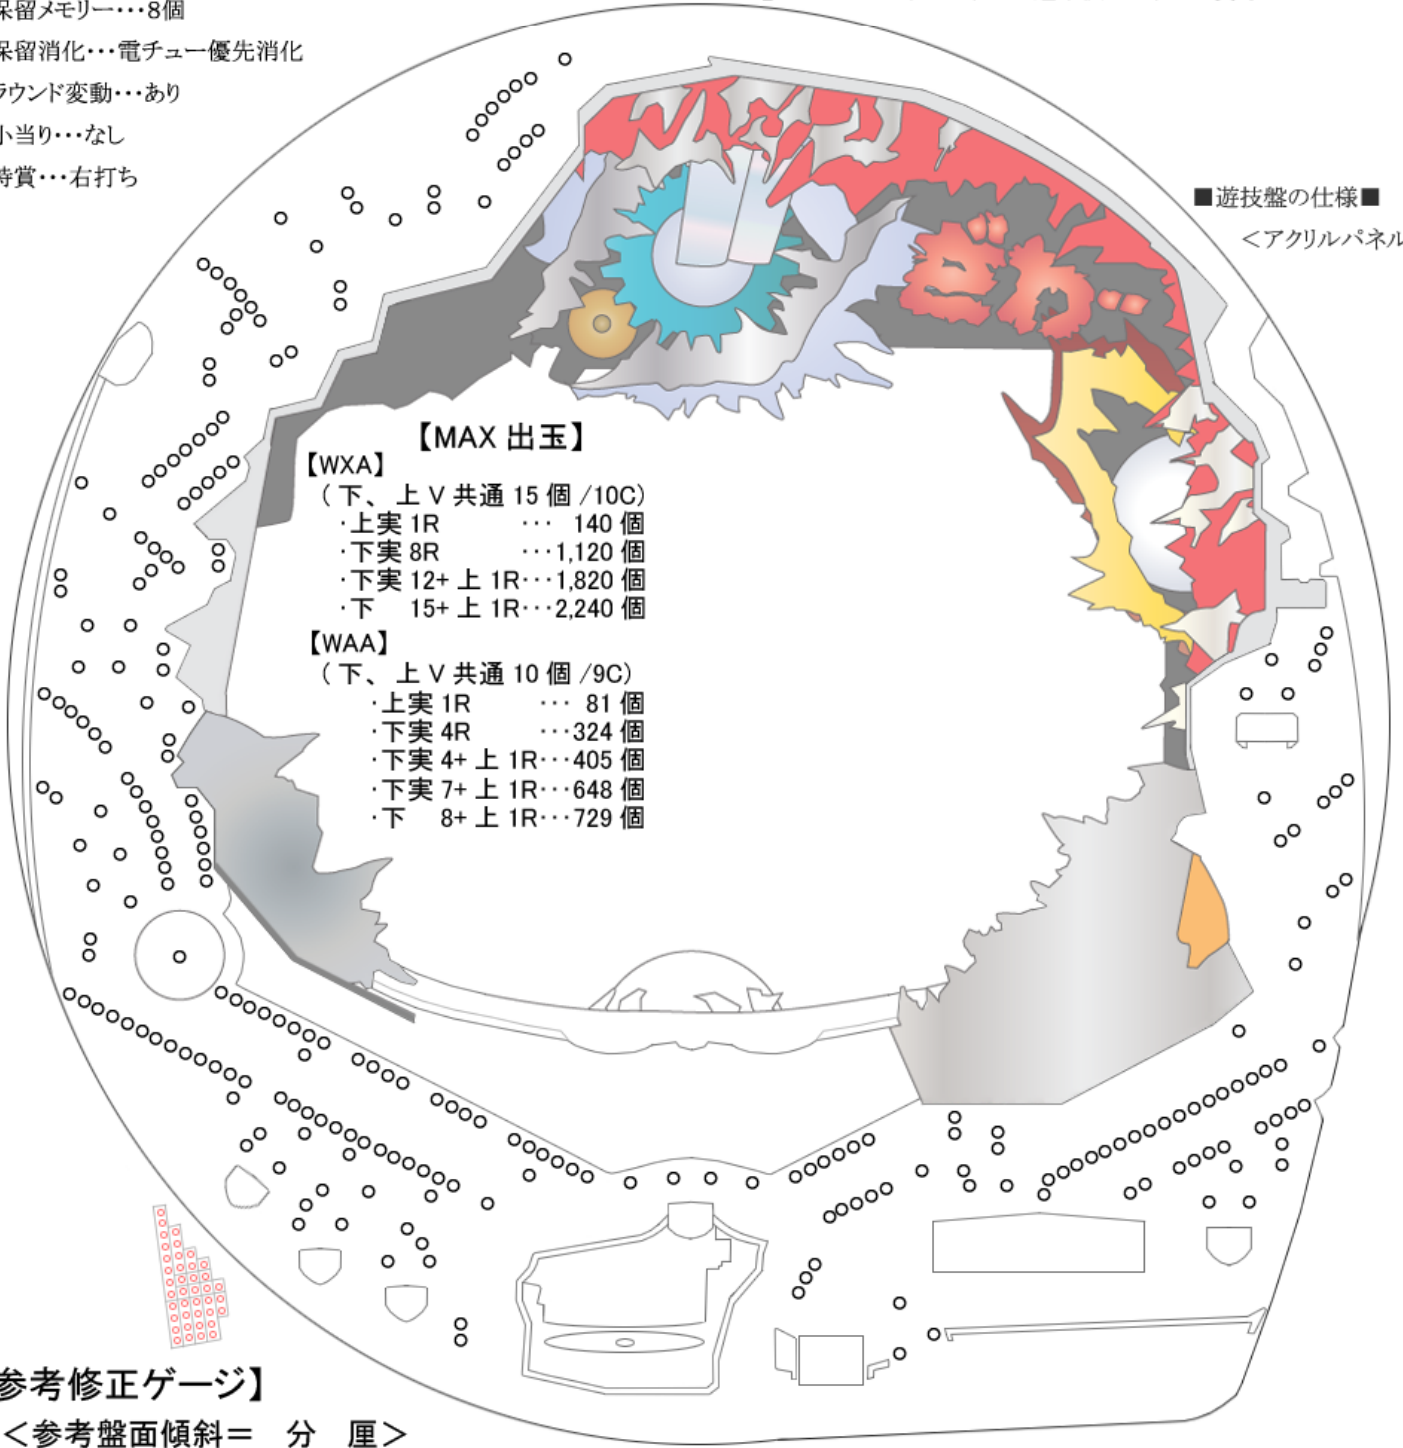 保留メモリー・・・8個
保留消化・・・電チュー優先消化
ラウンド変動・・・あり
小当り・・・なし
特賞・・・右打ち
■遊技盤の仕様■
＜アクリルパネル
【MAX 出玉】
【WXA】
（下、上 V 共通 15 個 /10C）
・上実 1R ・・・ 140 個
・下実 8R ・・・1,120 個
・下実 12+ 上 1R・・・1,820 個
・下 15+ 上 1R・・・2,240 個
【WAA】
（下、上 V 共通 10 個 /9C）
・上実 1R ・・・ 81 個
・下実 4R ・・・324 個
・下実 4+ 上 1R・・・405 個
・下実 7+ 上 1R・・・648 個
・下 8+ 上 1R・・・729 個
参考修正ゲージ】
＜参考盤面傾斜＝ 分 厘＞